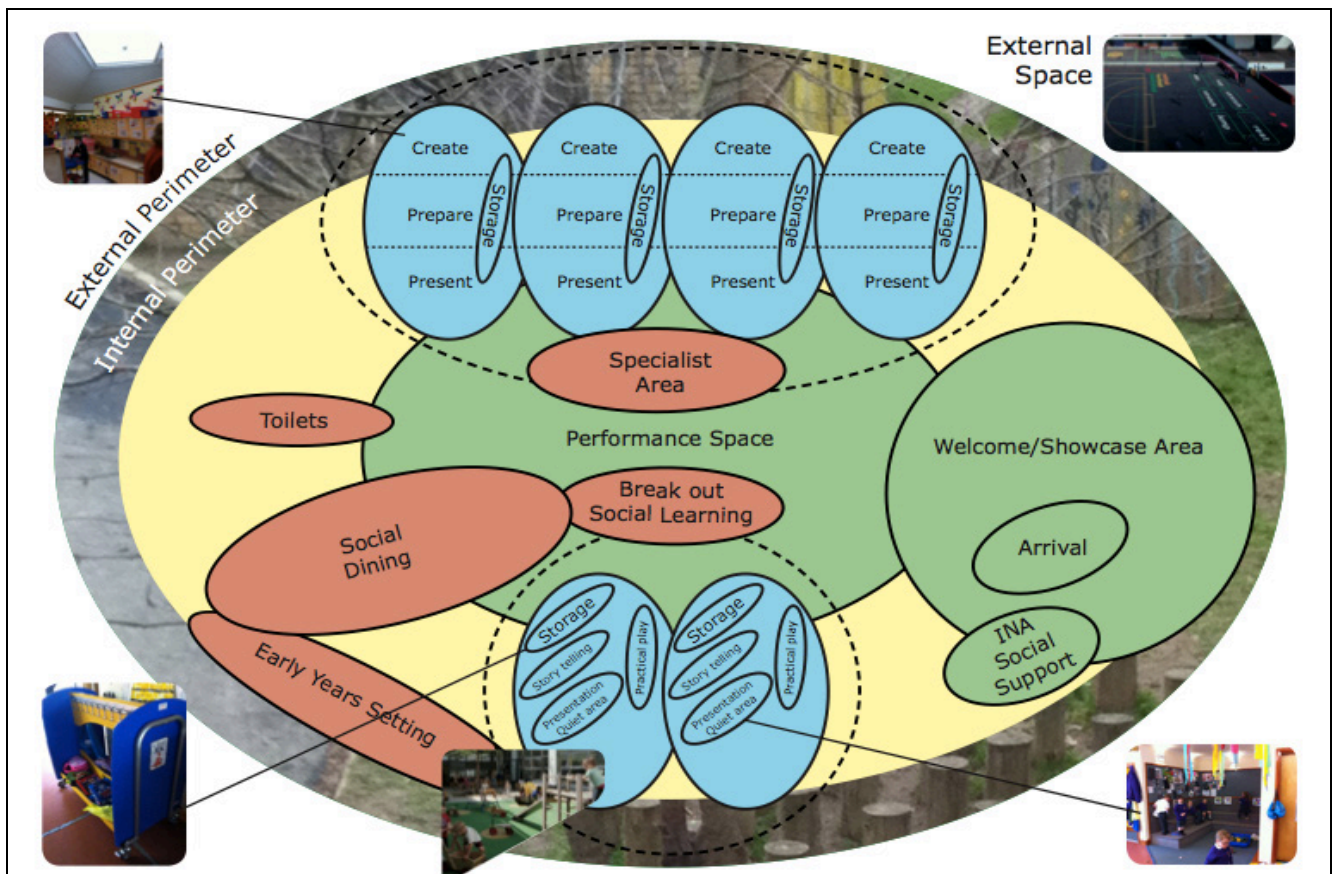 External
Space
External Perimeter
Internal Perimeter
Create
Prepare
Present
Storage
Create
Prepare
Present
Storage
Create
Prepare
Present
Storage
Create
Prepare
Present
Storage
Specialist
Area
Toilets
Performance Space
Welcome/Showcase Area
Break out
Social Learning
Social
Dining
Arrival
INA
Social
Support
Early Years Setting
Storage
Story telling
Presentation
Quiet area
Practical play
Storage
Story telling
Presentation
Quiet area
Practical play